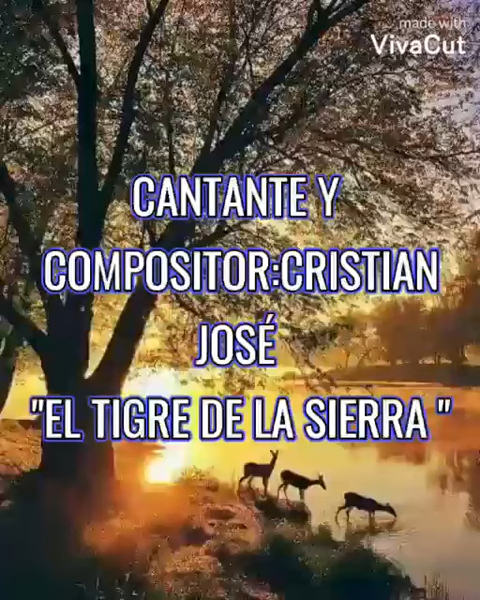 made with
VivaCut
CANTANTE Y
COMPOSITOR:CRISTIAN
JOSÉ
"EL TIGRE DE LA SIERRA "